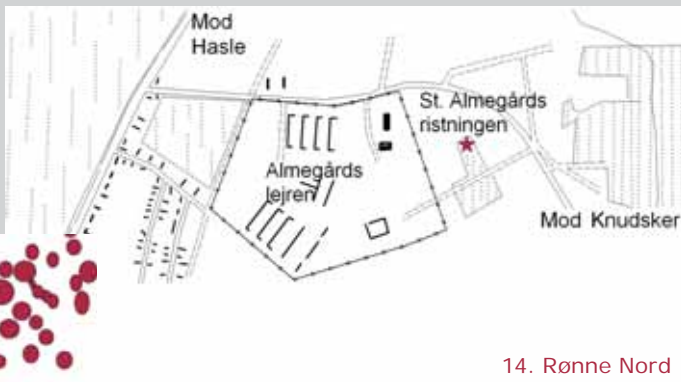 Mod
Hasle
St. Almegårds
ristningen
Almegårds
lejren
Mod Knudsker
14. Rønne Nord